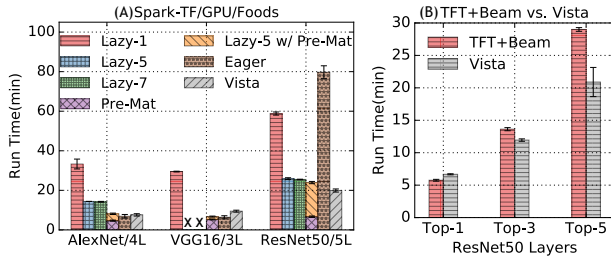 (A)Spark-TF/GPU/Foods
Run Time(min)
100
80
60
40
20
0
Lazy-1
Lazy-5
Lazy-7
Pre-Mat
Lazy-5 w/ Pre-Mat
Eager
Vista
X X
AlexNet/4L VGG16/3L ResNet50/5L
(B)TFT+Beam vs. Vista
Run Time(min)
30
25
20
15
10
5
0
TFT+Beam
Vista
Top-1 Top-3 Top-5
ResNet50 Layers